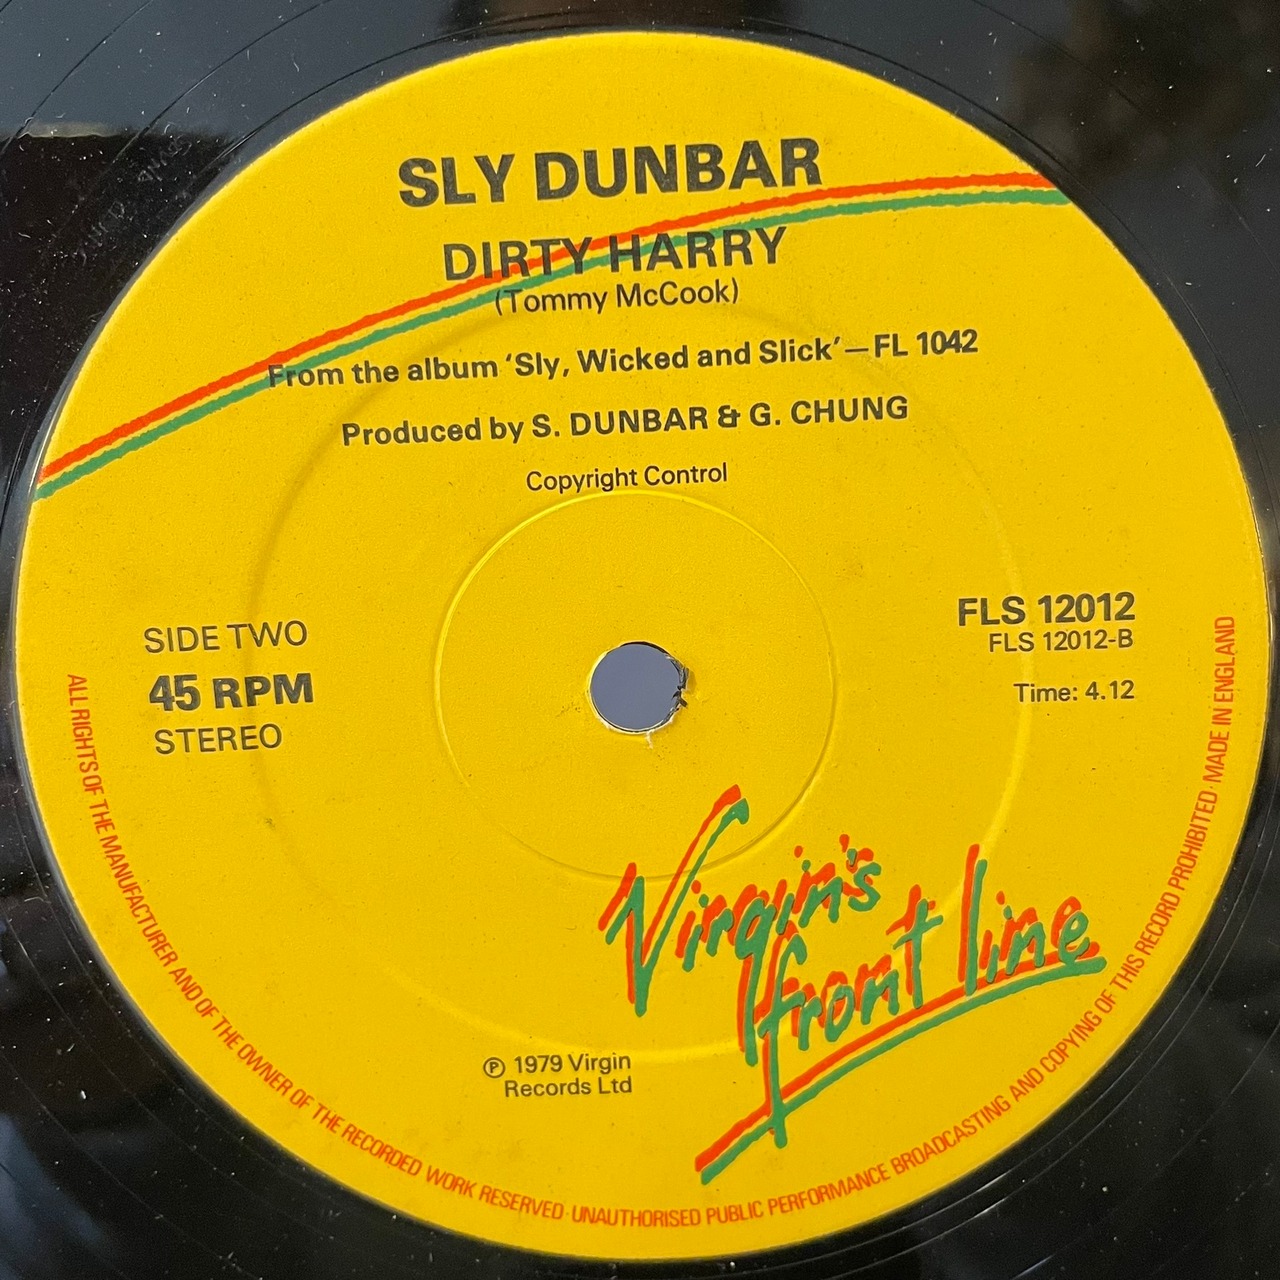 SLY DUNBAR
DIRTY HARRY
(Tommy McCook)
From the album ‘Sly, Wicked and Slick’—FL 1042
Produced by S. DUNBAR & G. CHUNG
Copyright Control
SIDE TWO
45 RPM
STEREO
FLS 12012
FLS 12012-B
Time: 4.12
Virgin's
front line
℗ 1979 Virgin
Records Ltd
ALL RIGHTS OF THE MANUFACTURER AND OF THE OWNER OF THE RECORDED WORK RESERVED · UNAUTHORISED PUBLIC PERFORMANCE BROADCASTING AND COPYING OF THIS RECORD PROHIBITED · MADE IN ENGLAND